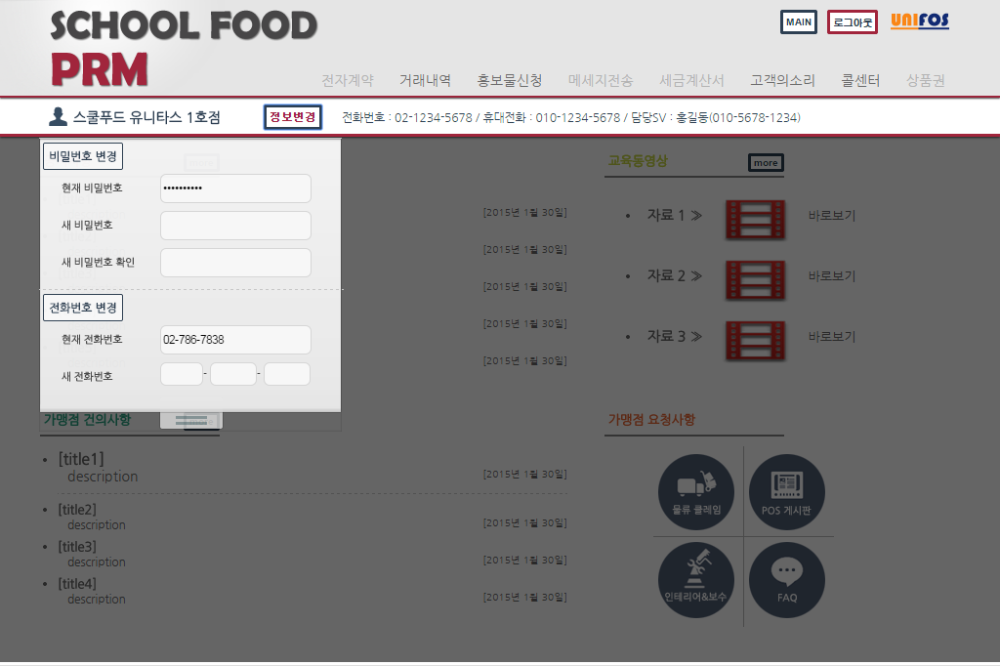 SCHOOL FOOD
PRM
MAIN
로그아웃
UNIFOS
전자계약 거래내역 홍보물신청 메세지전송 세금계산서 고객의소리 콜센터 상품권
스쿨푸드 유니타스 1호점
정보변경
전화번호 : 02-1234-5678 / 휴대전화 : 010-1234-5678 / 담당SV : 홍길동(010-5678-1234)
비밀번호 변경
현재 비밀번호 ••••••••••
새 비밀번호
새 비밀번호 확인
전화번호 변경
현재 전화번호 02-786-7838
새 전화번호 - -
[2015년 1월 30일]
[2015년 1월 30일]
[2015년 1월 30일]
[2015년 1월 30일]
[2015년 1월 30일]
교육동영상 more
• 자료 1 ≫ 바로보기
• 자료 2 ≫ 바로보기
• 자료 3 ≫ 바로보기
가맹점 건의사항
• [title1]
description [2015년 1월 30일]
• [title2]
description [2015년 1월 30일]
• [title3]
description [2015년 1월 30일]
• [title4]
description [2015년 1월 30일]
가맹점 요청사항
물류 클레임
POS 게시판
인테리어&보수
FAQ